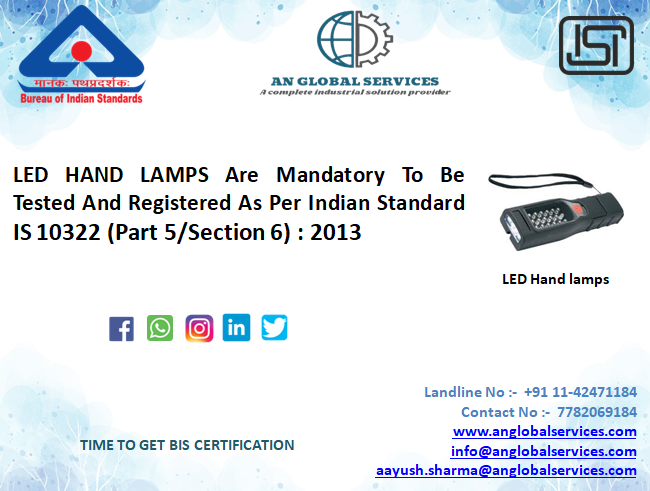 मानकः पथप्रदर्शकः
Bureau of Indian Standards
AN GLOBAL SERVICES
A complete industrial solution provider
ISI
LED HAND LAMPS Are Mandatory To Be
Tested And Registered As Per Indian Standard
IS 10322 (Part 5/Section 6) : 2013
LED Hand lamps
Landline No :- +91 11-42471184
Contact No :- 7782069184
www.anglobalservices.com
info@anglobalservices.com
aayush.sharma@anglobalservices.com
TIME TO GET BIS CERTIFICATION